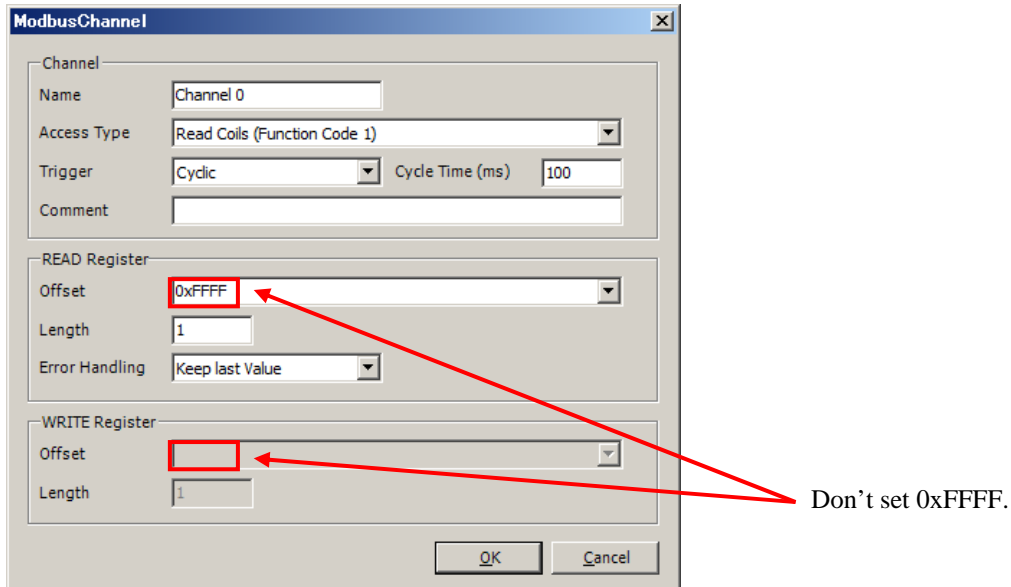 ModbusChannel
Channel
Name Channel 0
Access Type Read Coils (Function Code 1)
Trigger Cyclic Cycle Time (ms) 100
Comment
READ Register
Offset 0xFFFF
Length 1
Error Handling Keep last Value
WRITE Register
Offset
Length 1
Don’t set 0xFFFF.
OK Cancel